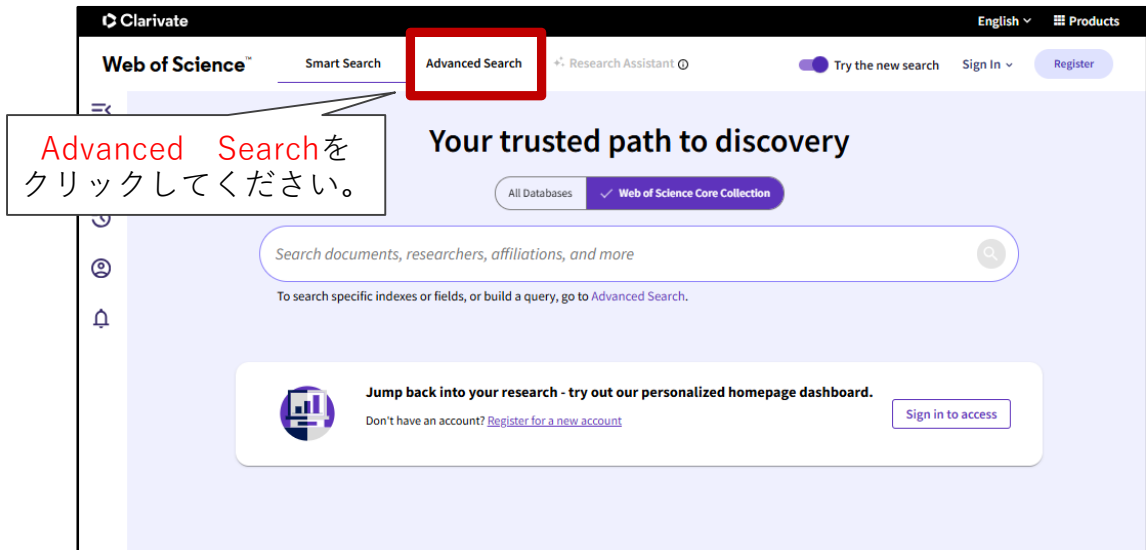 Clarivate
English
Products
Web of Science™
Smart Search
Advanced Search
Research Assistant
Try the new search
Sign In
Register
Advanced　Searchを
クリックしてください。
Your trusted path to discovery
All Databases
Web of Science Core Collection
Search documents, researchers, affiliations, and more
To search specific indexes or fields, or build a query, go to Advanced Search.
Jump back into your research - try out our personalized homepage dashboard.
Don't have an account? Register for a new account
Sign in to access